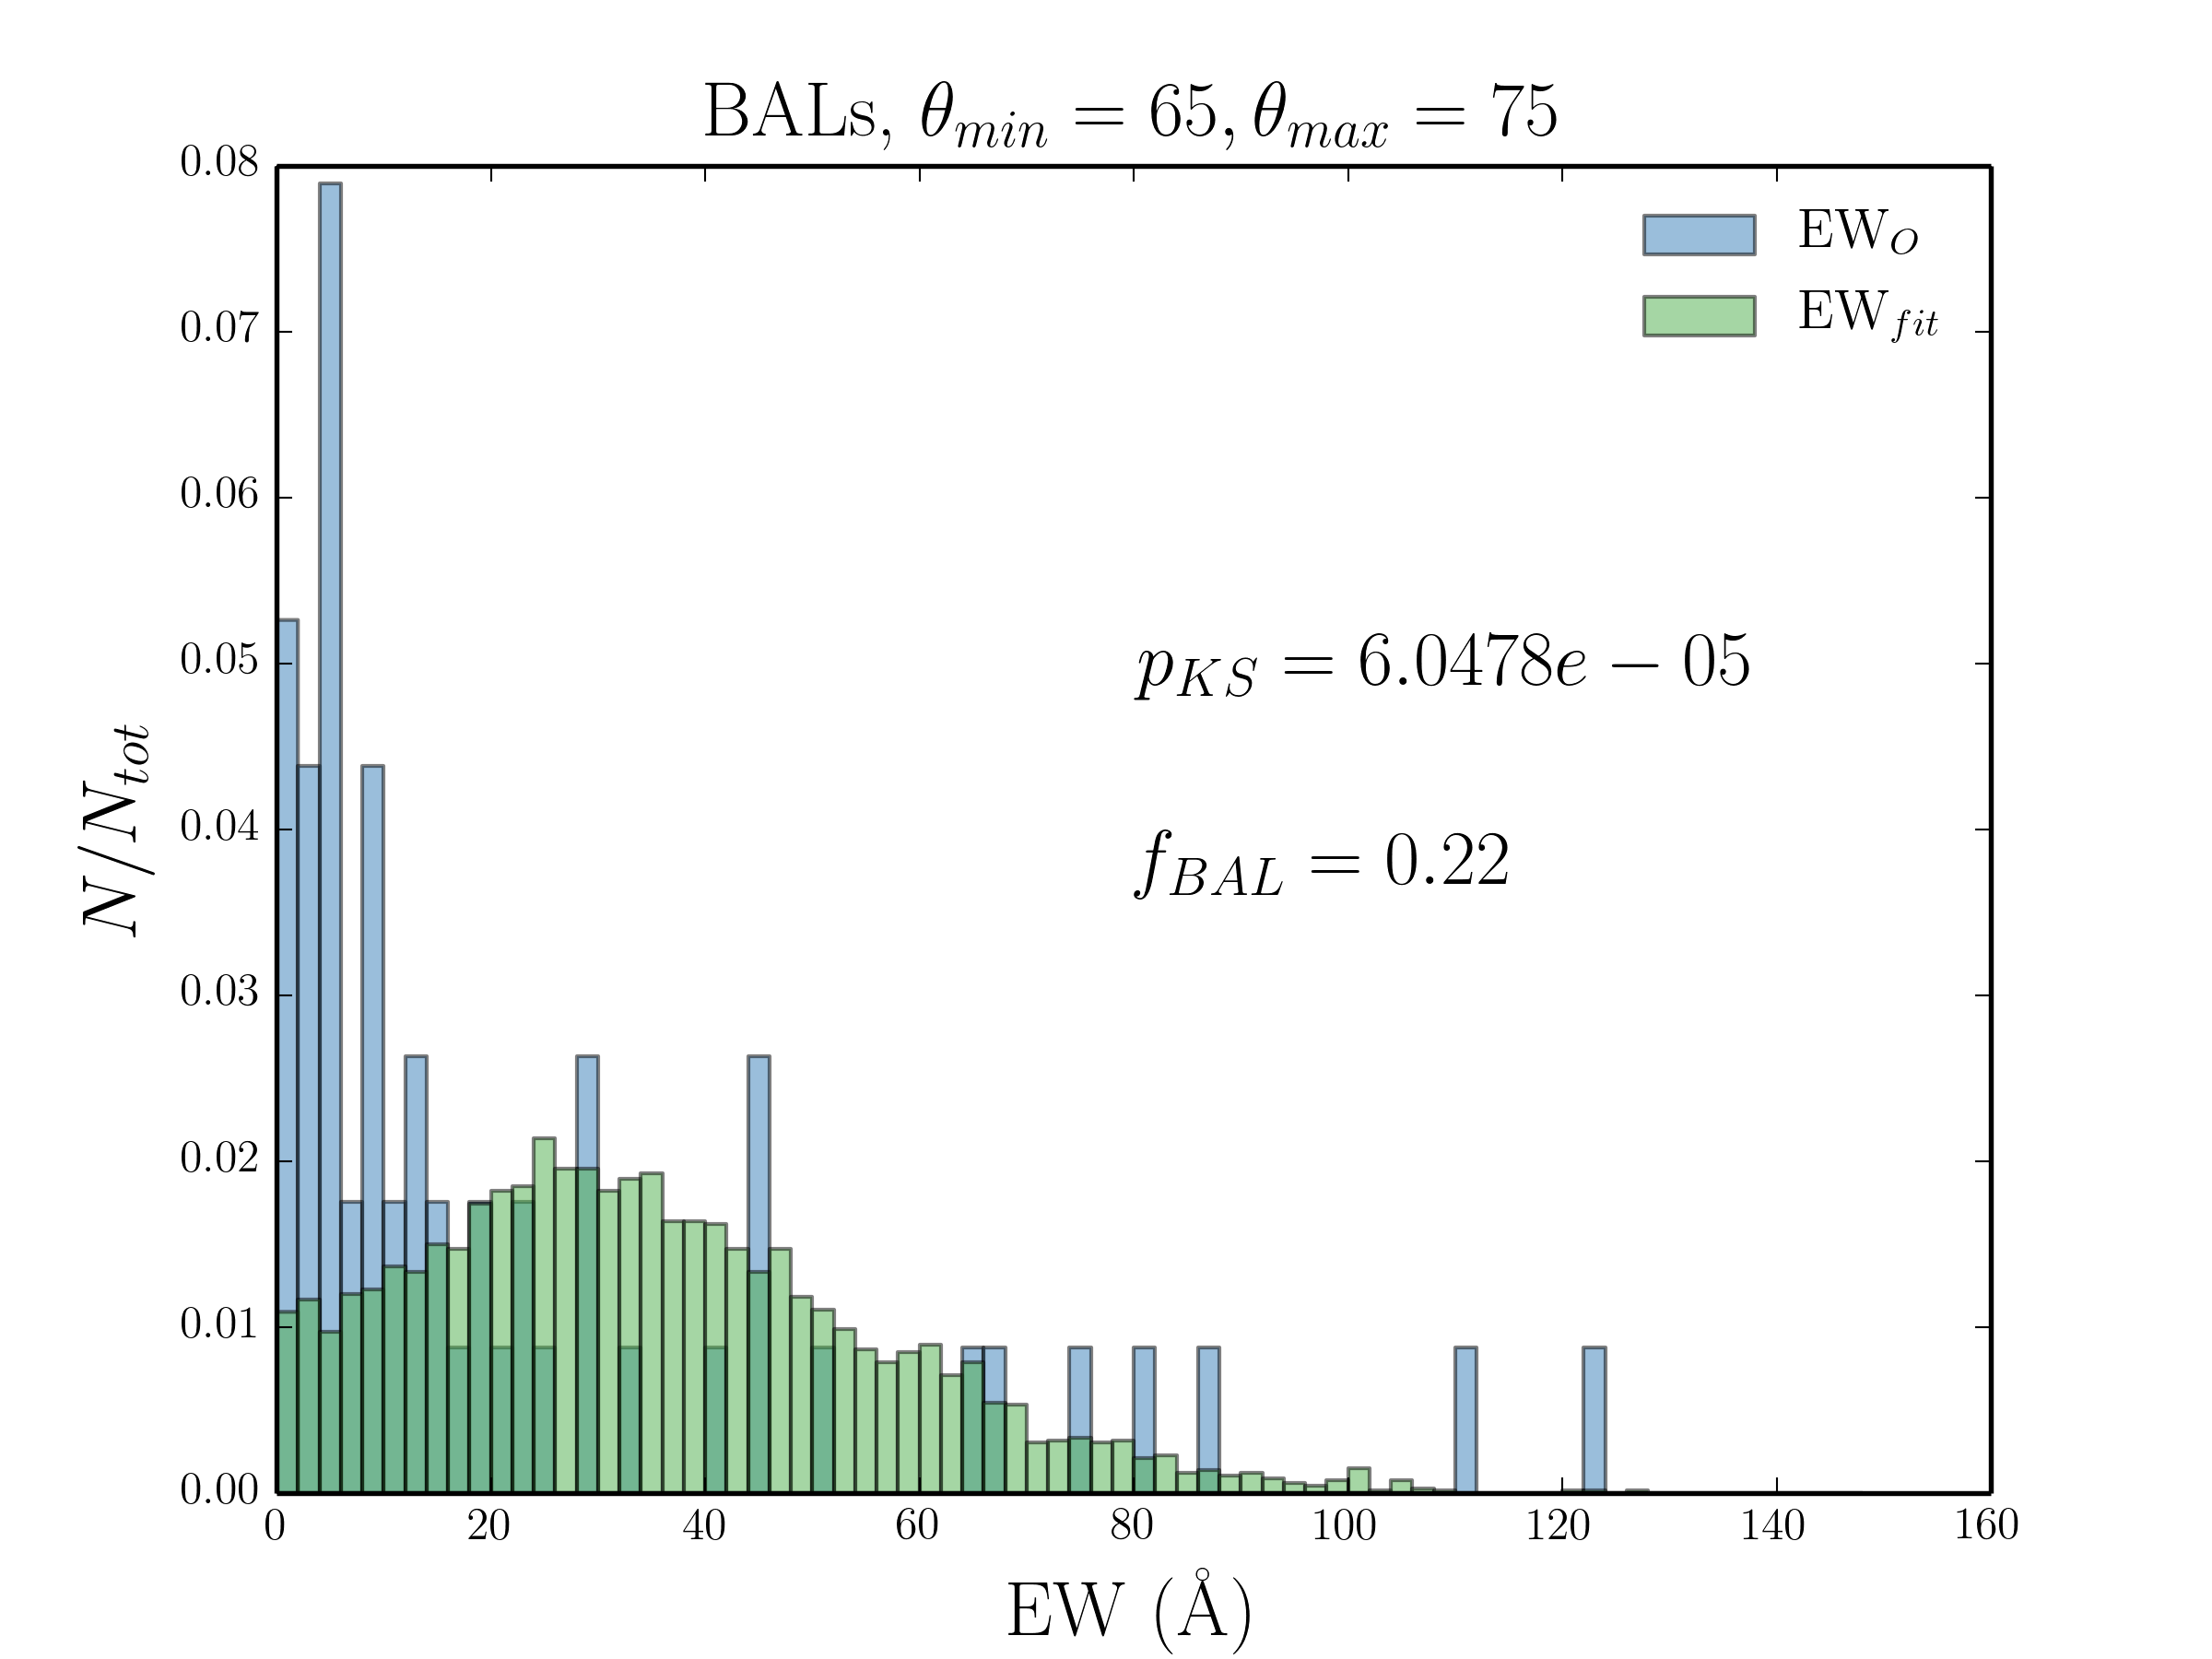 BALs, θ_min = 65, θ_max = 75
0.08
0.07
0.06
0.05
0.04
0.03
0.02
0.01
0.00
N/N_tot
EW_O
EW_fit
p_KS = 6.0478e − 05
f_BAL = 0.22
0 20 40 60 80 100 120 140 160
EW (Å)